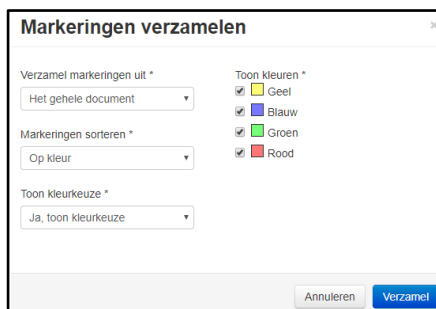 Markeringen verzamelen
×
Verzamel markeringen uit *
Het gehele document
Markeringen sorteren *
Op kleur
Toon kleurkeuze *
Ja, toon kleurkeuze
Toon kleuren *
Geel
Blauw
Groen
Rood
Annuleren
Verzamel